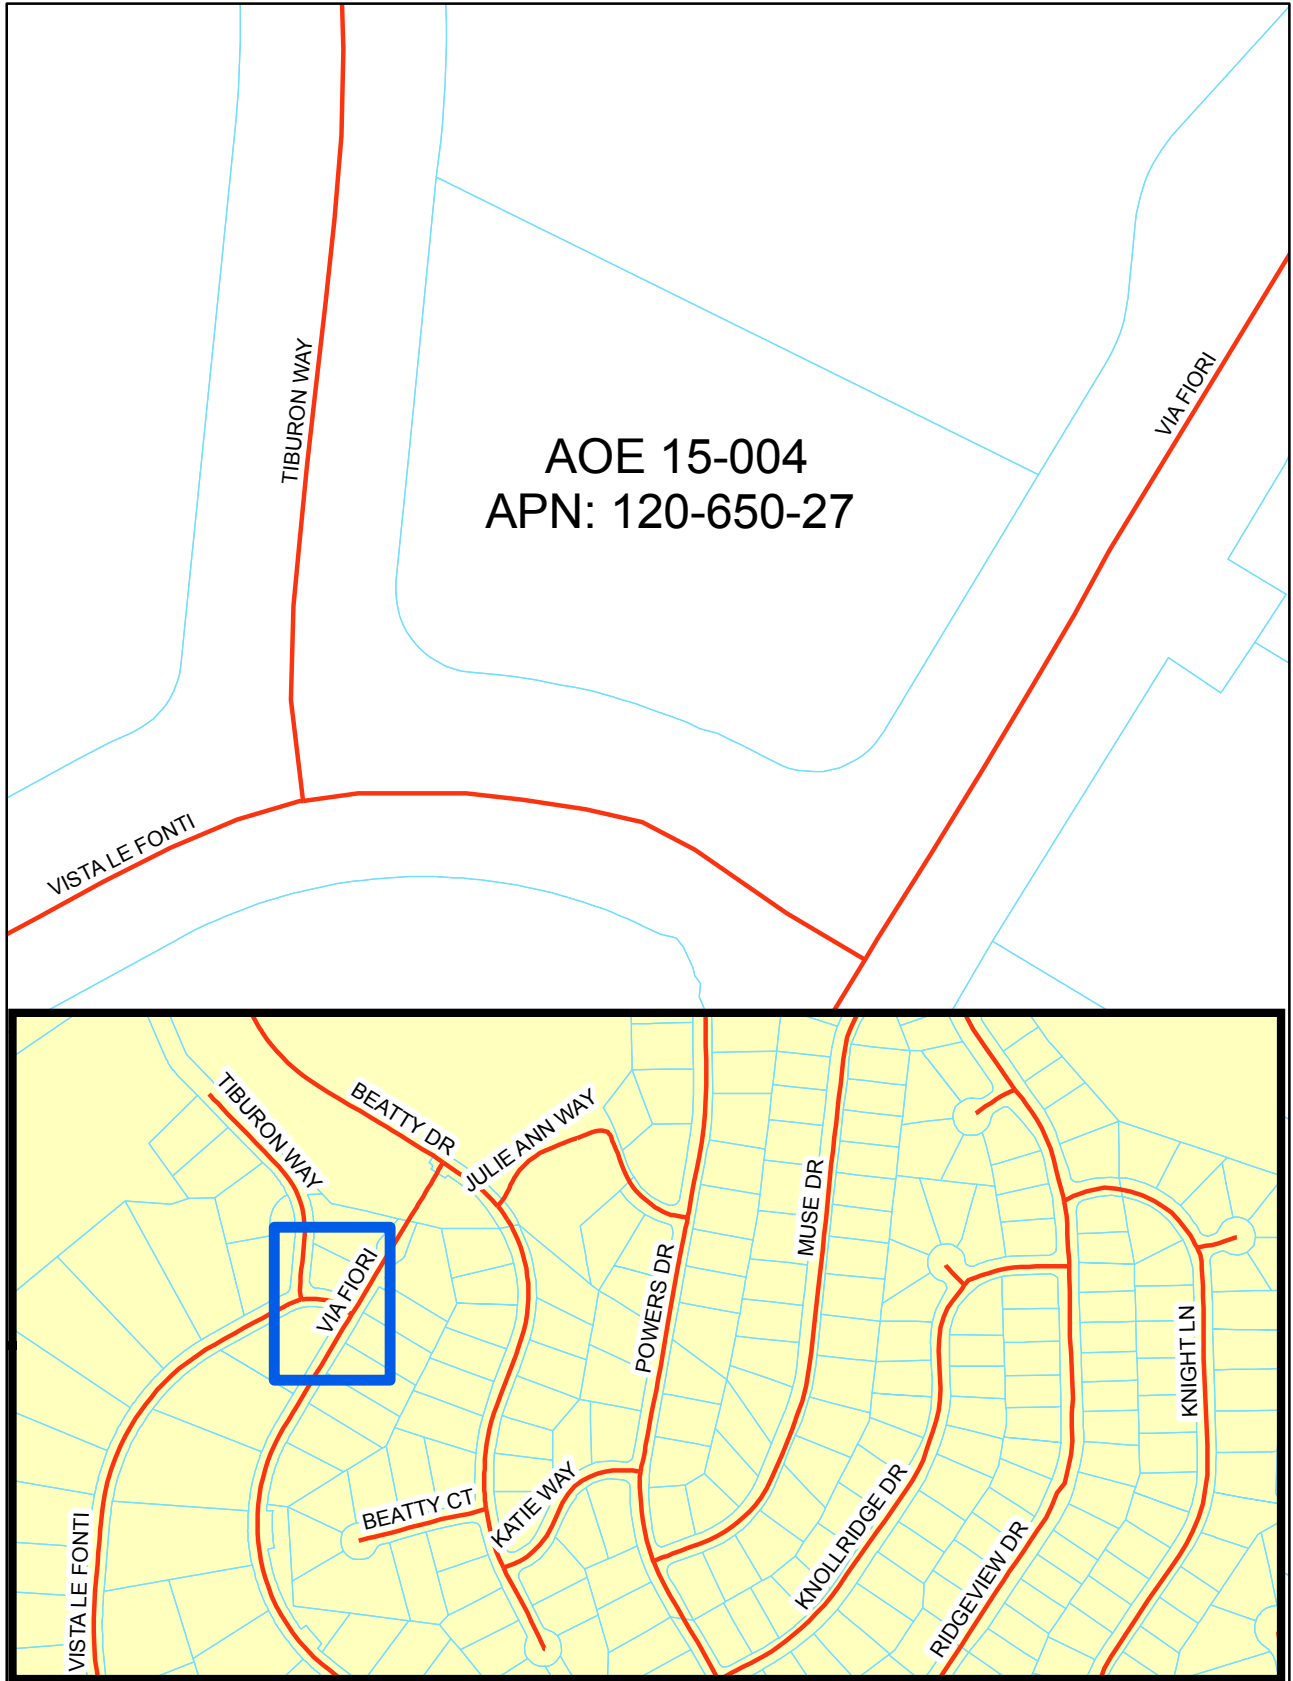 TIBURON WAY
VIA FIORI
AOE 15-004
APN: 120-650-27
VISTA LE FONTI
TIBURON WAY
BEATTY DR
JULIE ANN WAY
MUSE DR
VIA FIORI
POWERS DR
KNIGHT LN
BEATTY CT
KATIE WAY
KNOLLRIDGE DR
VISTA LE FONTI
RIDGEVIEW DR